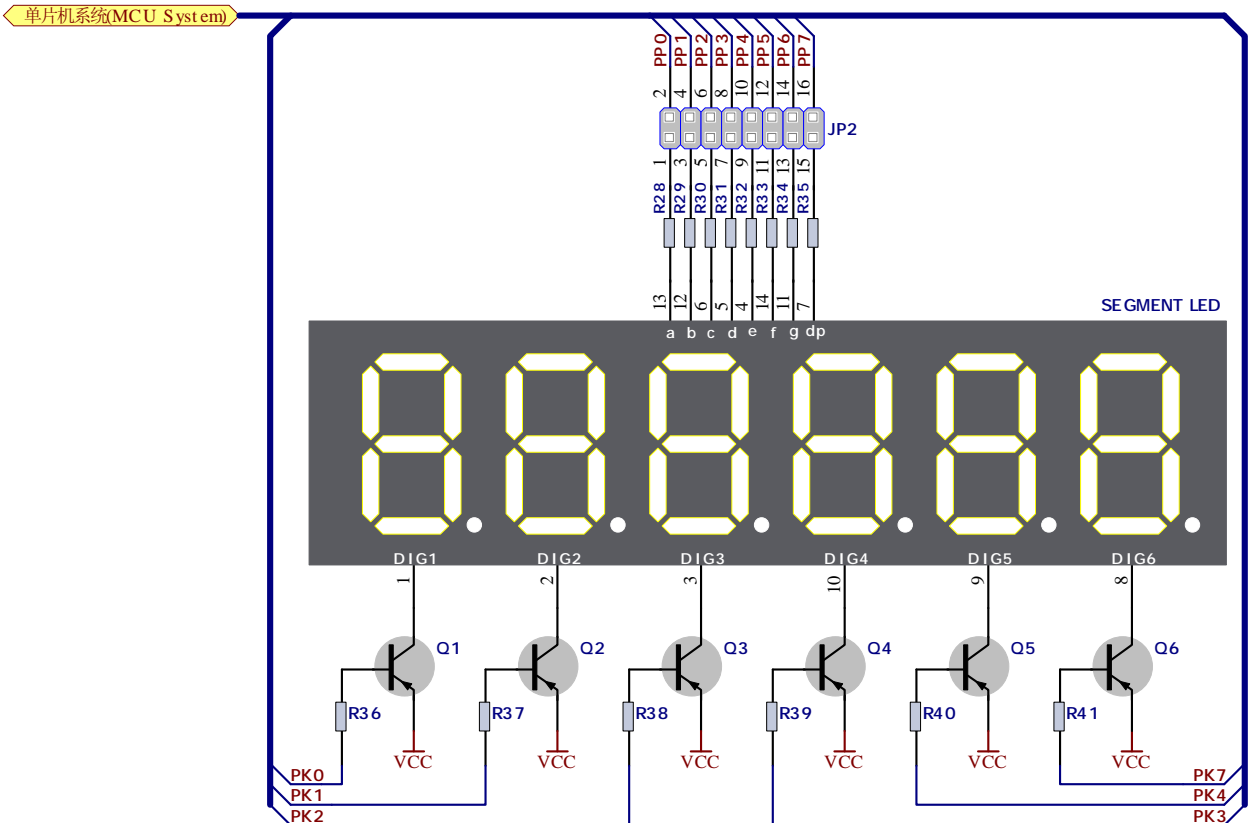 单片机系统(MCU System)
PP0 PP1 PP2 PP3 PP4 PP5 PP6 PP7
2 4 6 8 10 12 14 16
JP2
1 3 5 7 9 11 13 15
R28 R29 R30 R31 R32 R33 R34 R35
13 12 6 5 4 14 11 7
SEGMENT LED
a b c d e f g dp
DIG1 DIG2 DIG3 DIG4 DIG5 DIG6
1 2 3 10 9 8
Q1 Q2 Q3 Q4 Q5 Q6
R36 R37 R38 R39 R40 R41
VCC VCC VCC VCC VCC VCC
PK0 PK7
PK1 PK4
PK2 PK3